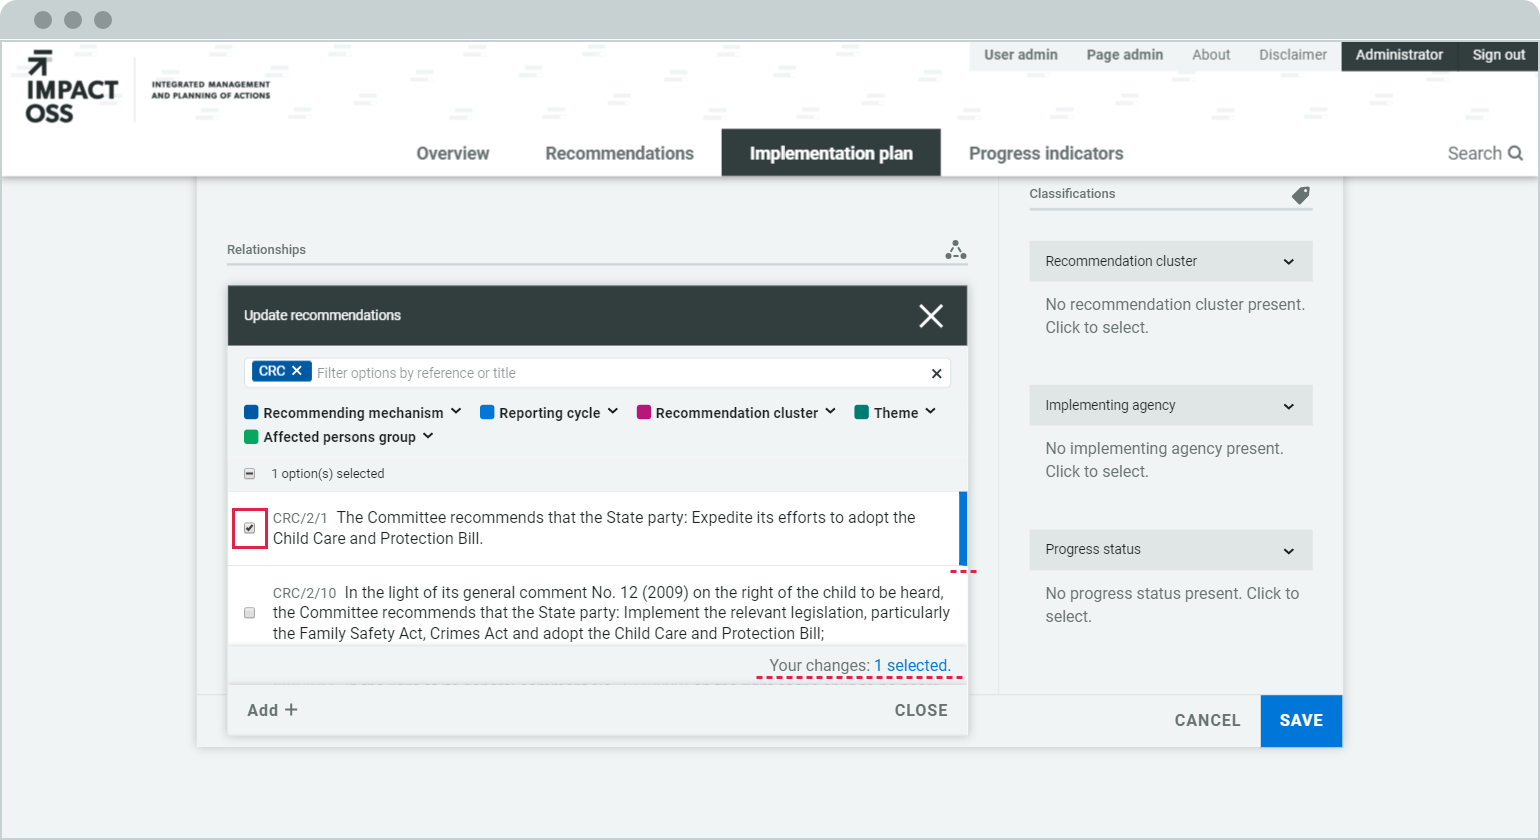 IMPACT
OSS
INTEGRATED MANAGEMENT
AND PLANNING OF ACTIONS
User admin
Page admin
About
Disclaimer
Administrator
Sign out
Overview
Recommendations
Implementation plan
Progress indicators
Search
Relationships
Update recommendations
CRC ✕ Filter options by reference or title
Recommending mechanism
Reporting cycle
Recommendation cluster
Theme
Affected persons group
1 option(s) selected
CRC/2/1 The Committee recommends that the State party: Expedite its efforts to adopt the
Child Care and Protection Bill.
CRC/2/10 In the light of its general comment No. 12 (2009) on the right of the child to be heard,
the Committee recommends that the State party: Implement the relevant legislation, particularly
the Family Safety Act, Crimes Act and adopt the Child Care and Protection Bill;
Your changes: 1 selected.
Add +
CLOSE
Classifications
Recommendation cluster
No recommendation cluster present.
Click to select.
Implementing agency
No implementing agency present.
Click to select.
Progress status
No progress status present. Click to
select.
CANCEL
SAVE